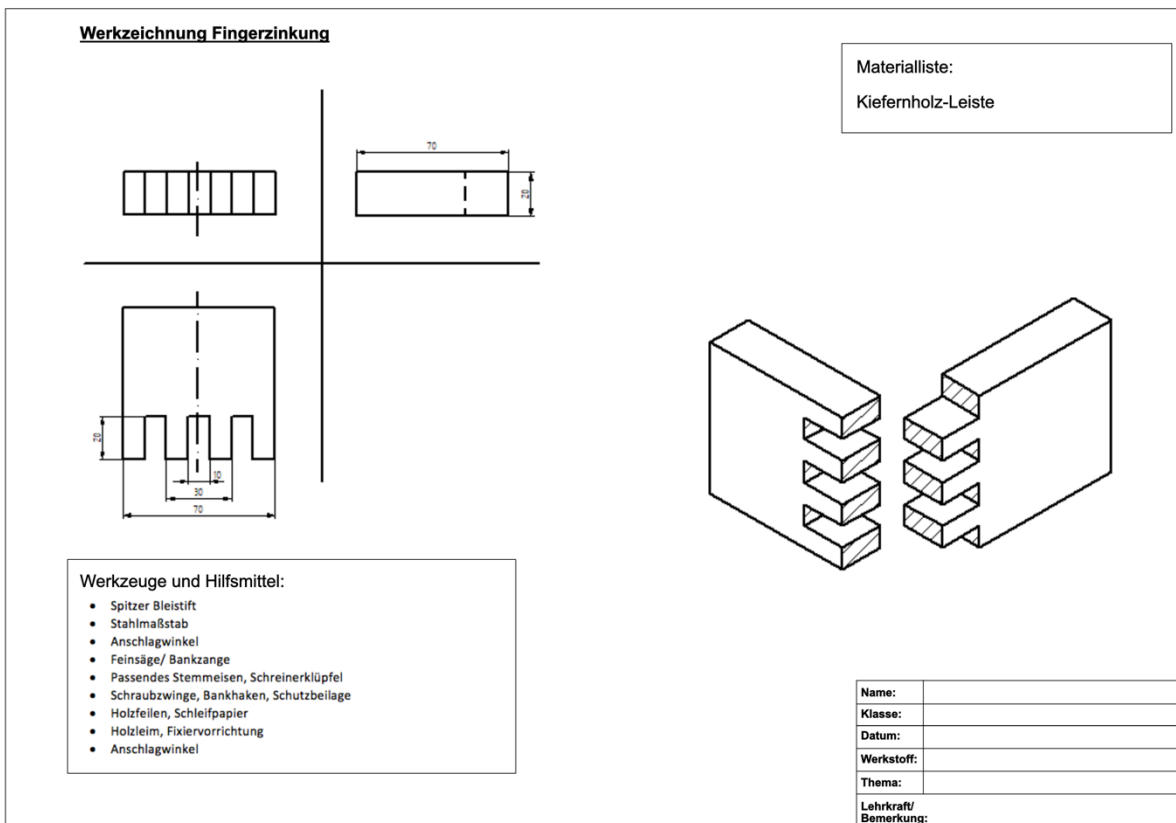 Werkzeichnung Fingerzinkung
Materialliste:
Kiefernholz-Leiste
70
20
20
10
30
70
Werkzeuge und Hilfsmittel:
• Spitzer Bleistift
• Stahlmaßstab
• Anschlagwinkel
• Feinsäge/ Bankzange
• Passendes Stemmeisen, Schreinerklüpfel
• Schraubzwinge, Bankhaken, Schutzbeilage
• Holzfeilen, Schleifpapier
• Holzleim, Fixiervorrichtung
• Anschlagwinkel
Name:
Klasse:
Datum:
Werkstoff:
Thema:
Lehrkraft/
Bemerkung: